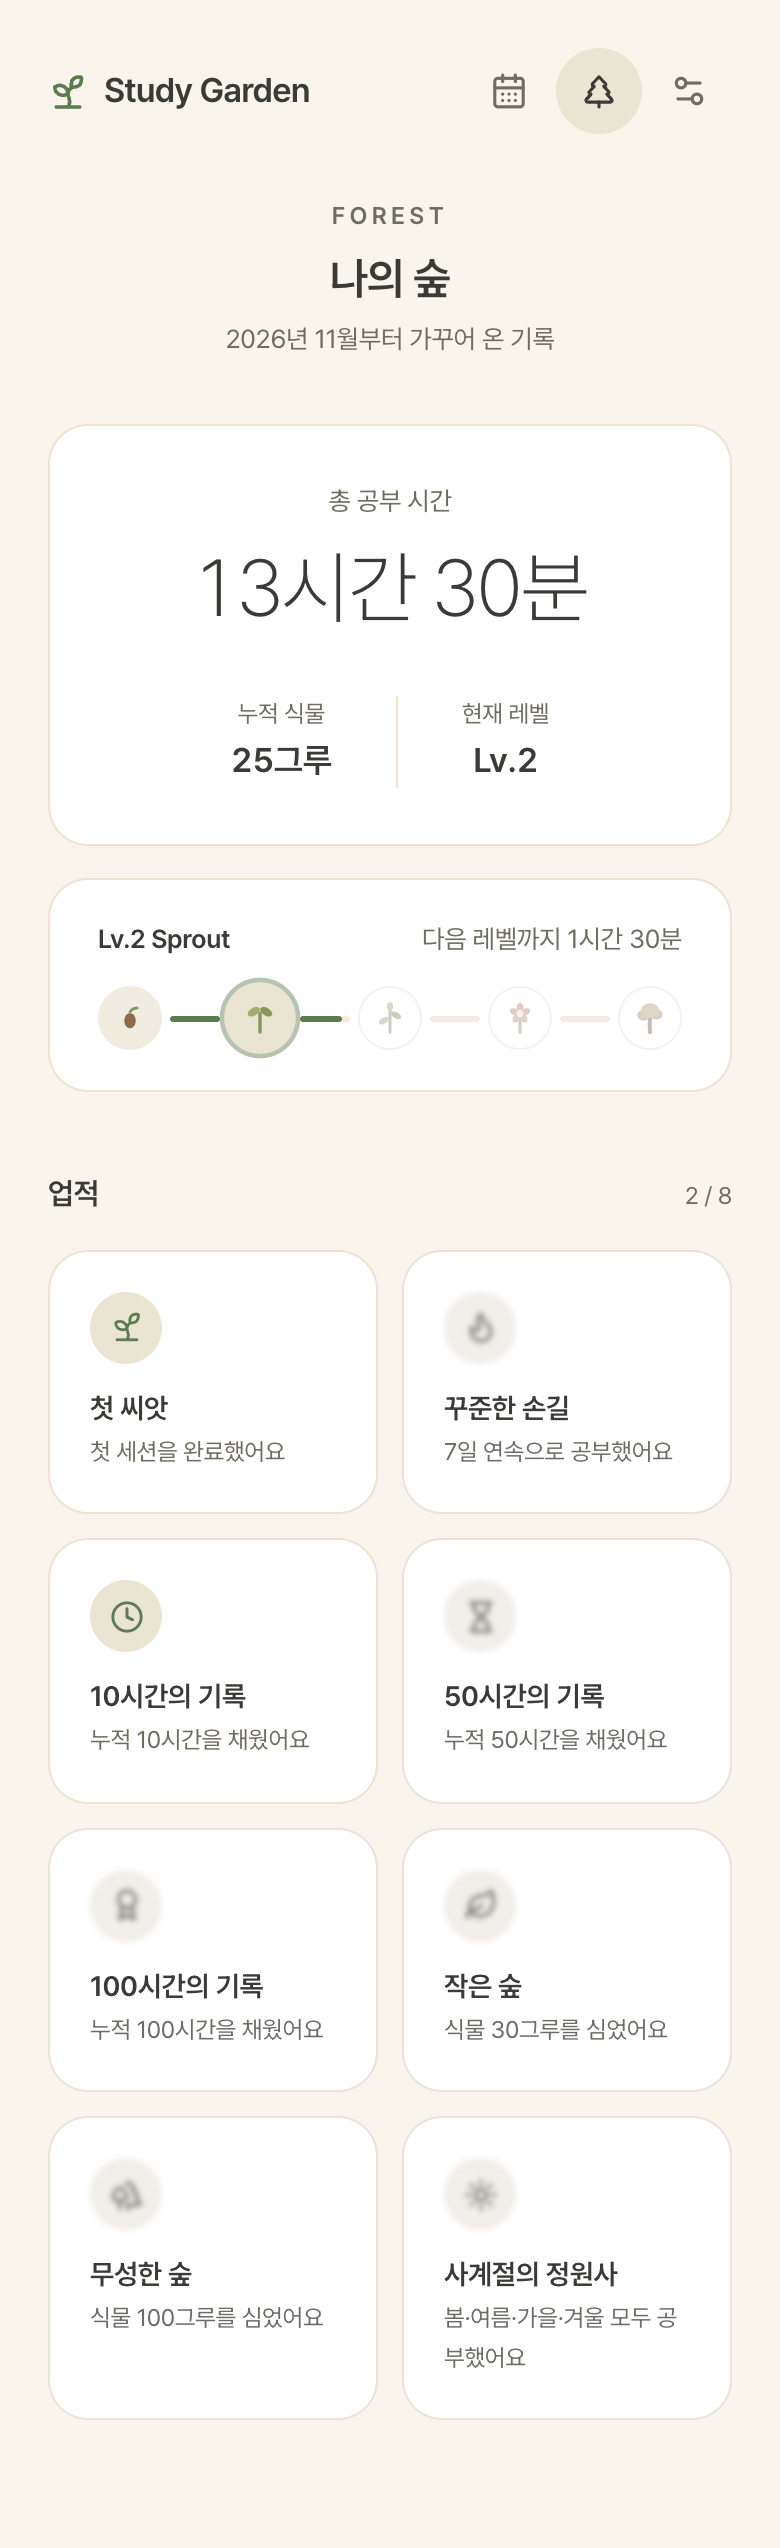 Study Garden
FOREST
나의 숲
2026년 11월부터 가꾸어 온 기록
총 공부 시간
13시간 30분
누적 식물
현재 레벨
25그루
Lv.2
Lv.2 Sprout
다음 레벨까지 1시간 30분
업적
2 / 8
첫 씨앗
첫 세션을 완료했어요
꾸준한 손길
7일 연속으로 공부했어요
10시간의 기록
누적 10시간을 채웠어요
50시간의 기록
누적 50시간을 채웠어요
100시간의 기록
누적 100시간을 채웠어요
작은 숲
식물 30그루를 심었어요
무성한 숲
식물 100그루를 심었어요
사계절의 정원사
봄·여름·가을·겨울 모두 공
부했어요